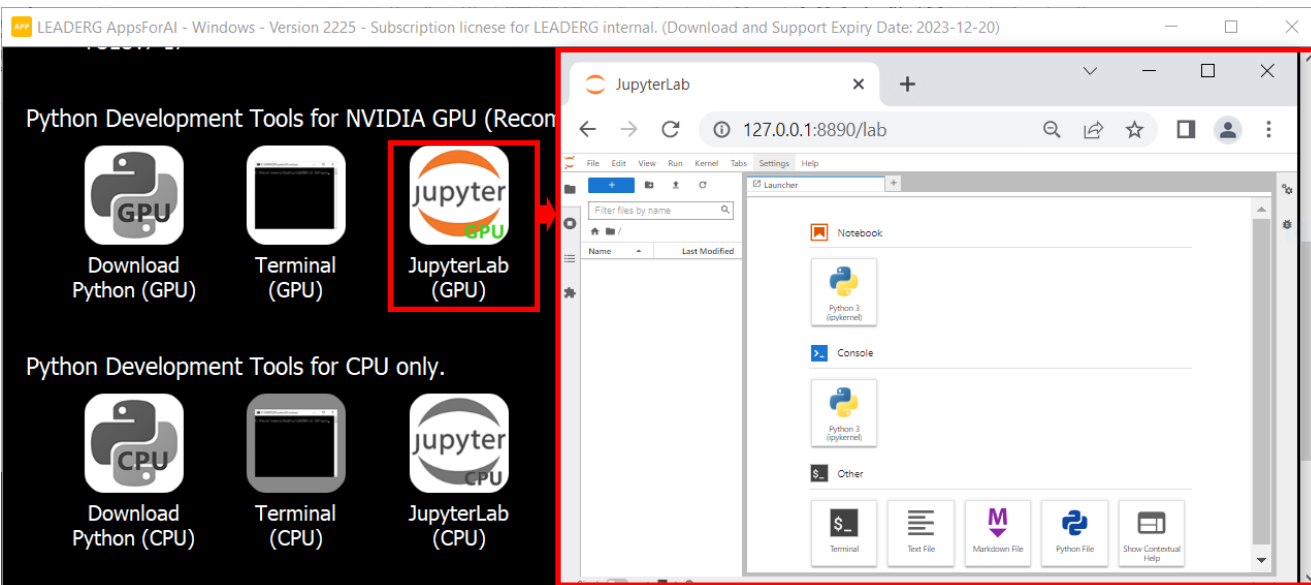 APP LEADERG AppsForAI - Windows - Version 2225 - Subscription licnese for LEADERG internal. (Download and Support Expiry Date: 2023-12-20)
Python Development Tools for NVIDIA GPU (Recom
GPU
jupyter
GPU
Download
Python (GPU)
Terminal
(GPU)
JupyterLab
(GPU)
Python Development Tools for CPU only.
CPU
jupyter
CPU
Download
Python (CPU)
Terminal
(CPU)
JupyterLab
(CPU)
JupyterLab
127.0.0.1:8890/lab
File Edit View Run Kernel Tabs Settings Help
Launcher
Filter files by name
/
Name Last Modified
Notebook
Python 3
(ipykernel)
Console
Python 3
(ipykernel)
$_ Other
$_
Terminal
Text File
M
Markdown File
Python File
Show Contextual
Help